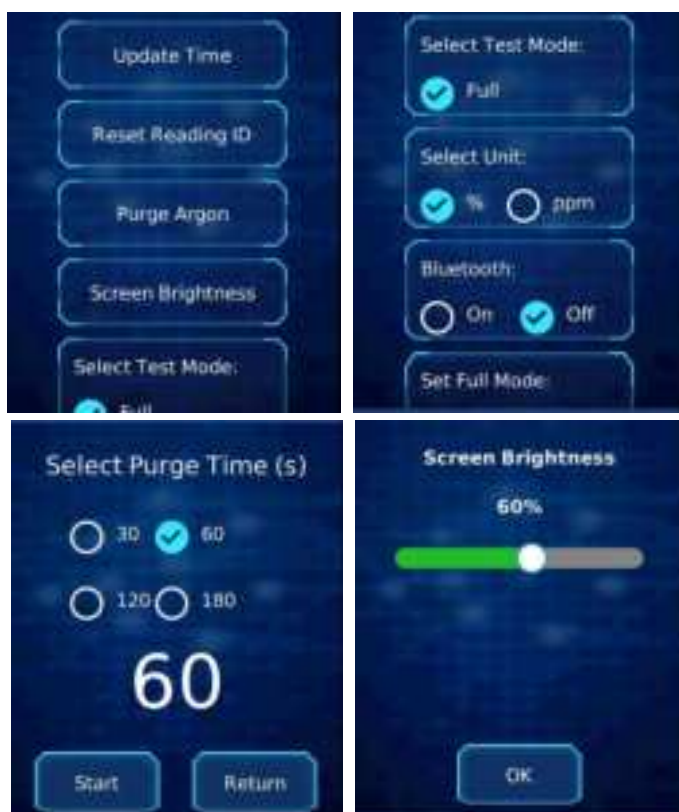 Update Time
Reset Reading ID
Purge Argon
Screen Brightness
Select Test Mode:
Full
Select Test Mode:
Full
Select Unit:
% ppm
Bluetooth:
On Off
Set Full Mode:
Select Purge Time (s)
30 60
120 180
60
Start Return
Screen Brightness
60%
OK